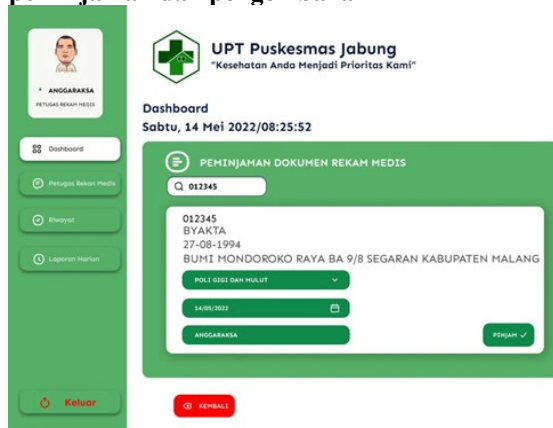 ANGGARAKSA
PETUGAS REKAM MEDIS
Dashboard
Petugas Rekam Medis
Riwayat
Laporan Harian
Keluar
UPT Puskesmas Jabung
"Kesehatan Anda Menjadi Prioritas Kami"
Dashboard
Sabtu, 14 Mei 2022/08:25:52
PEMINJAMAN DOKUMEN REKAM MEDIS
012345
012345
BYAKTA
27-08-1994
BUMI MONDOROKO RAYA BA 9/8 SEGARAN KABUPATEN MALANG
POLI GIGI DAN MULUT
14/05/2022
ANGGARAKSA
PINJAM
KEMBALI